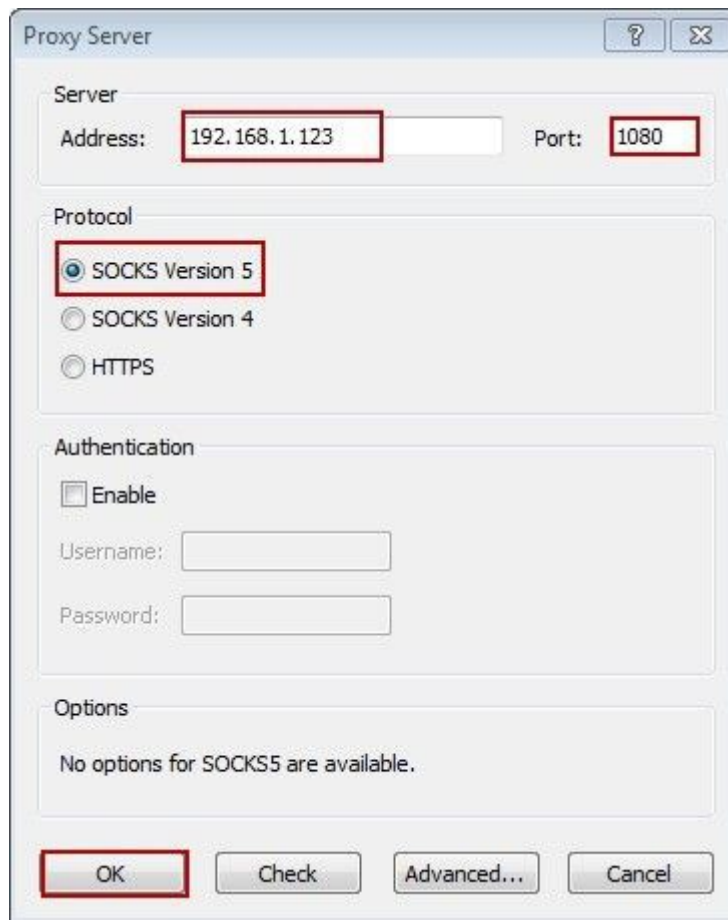 Proxy Server
Server
Address: 192.168.1.123 Port: 1080
Protocol
SOCKS Version 5
SOCKS Version 4
HTTPS
Authentication
Enable
Username:
Password:
Options
No options for SOCKS5 are available.
OK Check Advanced... Cancel